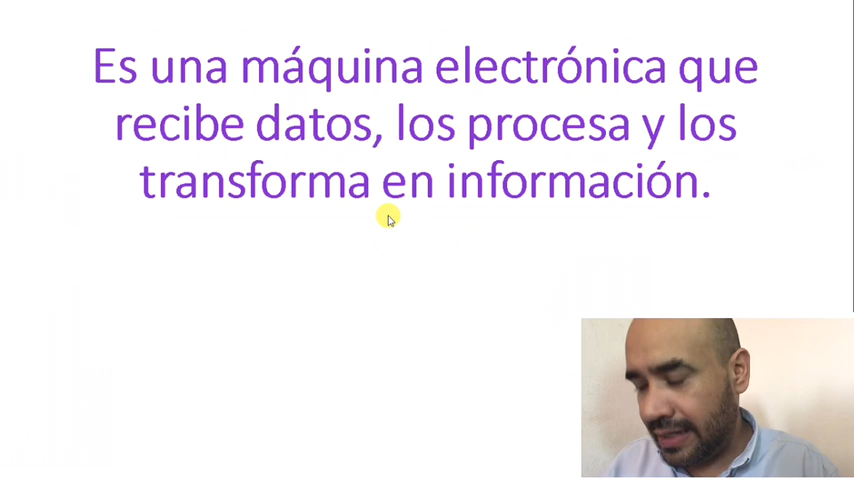 Es una máquina electrónica que
recibe datos, los procesa y los
transforma en información.